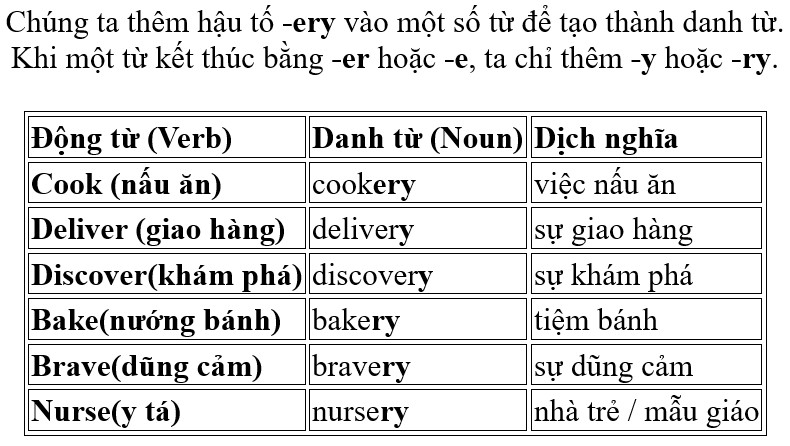 Chúng ta thêm hậu tố -ery vào một số từ để tạo thành danh từ.
Khi một từ kết thúc bằng -er hoặc -e, ta chỉ thêm -y hoặc -ry.
Động từ (Verb) Danh từ (Noun) Dịch nghĩa
Cook (nấu ăn) cookery việc nấu ăn
Deliver (giao hàng) delivery sự giao hàng
Discover(khám phá) discovery sự khám phá
Bake(nướng bánh) bakery tiệm bánh
Brave(dũng cảm) bravery sự dũng cảm
Nurse(y tá) nursery nhà trẻ / mẫu giáo